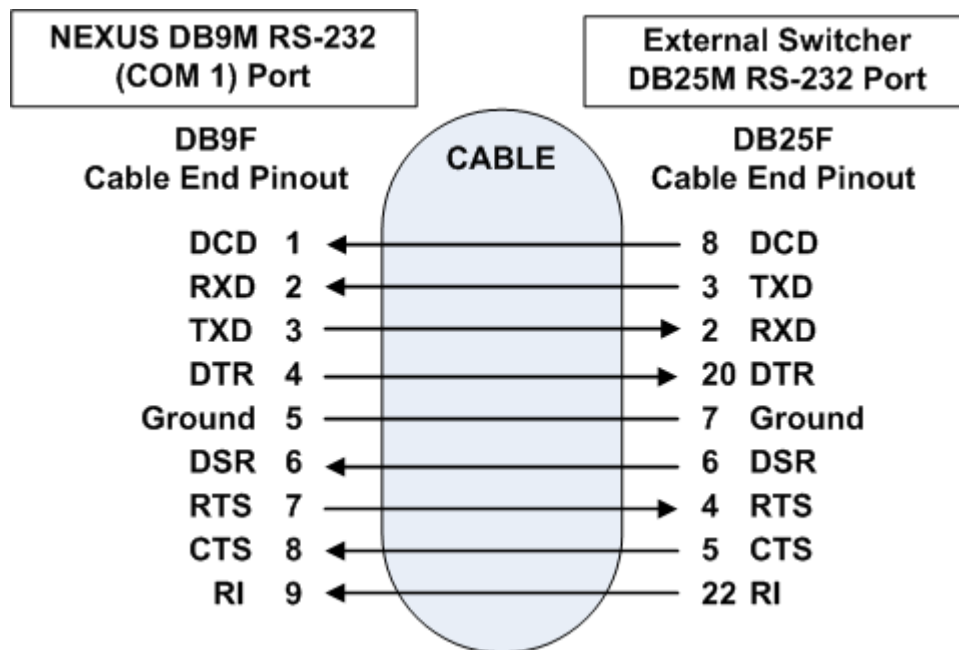 NEXUS DB9M RS-232
(COM 1) Port
External Switcher
DB25M RS-232 Port
DB9F
Cable End Pinout
CABLE
DB25F
Cable End Pinout
DCD 1 8 DCD
RXD 2 3 TXD
TXD 3 2 RXD
DTR 4 20 DTR
Ground 5 7 Ground
DSR 6 6 DSR
RTS 7 4 RTS
CTS 8 5 CTS
RI 9 22 RI